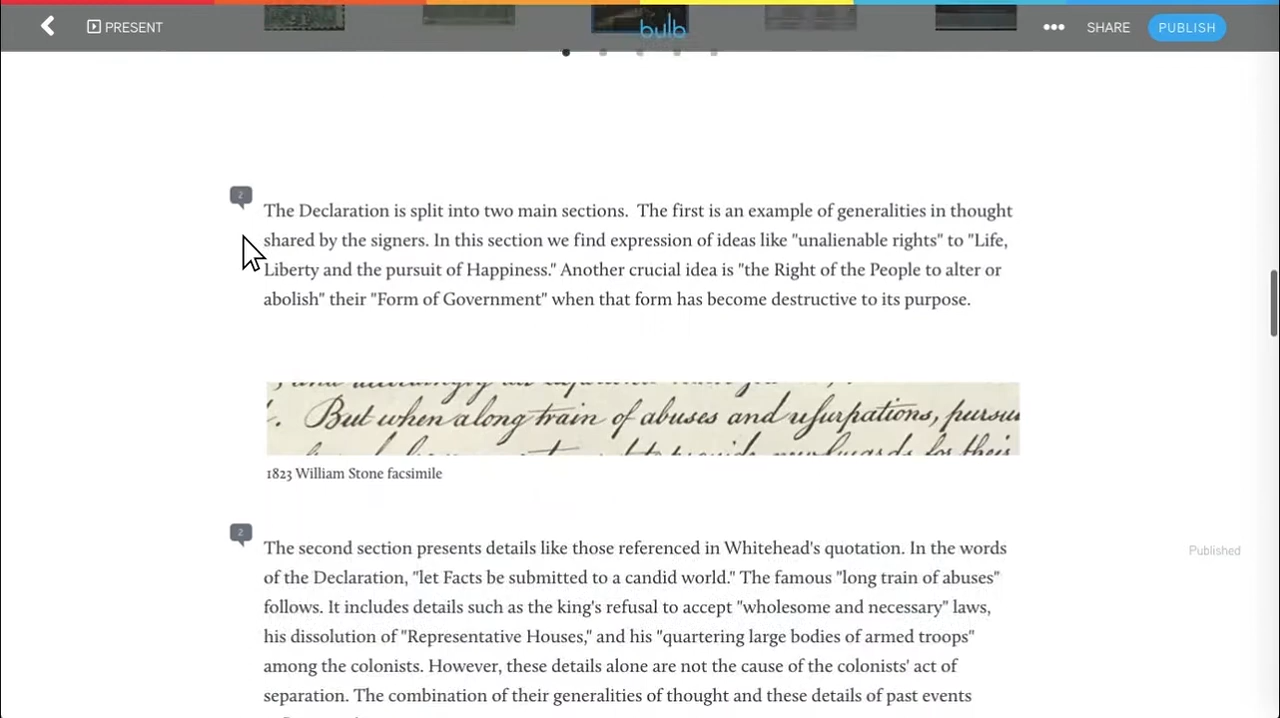 PRESENT
bulb
SHARE
PUBLISH
2
The Declaration is split into two main sections.  The first is an example of generalities in thought
shared by the signers. In this section we find expression of ideas like "unalienable rights" to "Life,
Liberty and the pursuit of Happiness." Another crucial idea is "the Right of the People to alter or
abolish" their "Form of Government" when that form has become destructive to its purpose.
. But when a long train of abuses and usurpations, pursu
1823 William Stone facsimile
2
The second section presents details like those referenced in Whitehead's quotation. In the words
of the Declaration, "let Facts be submitted to a candid world." The famous "long train of abuses"
Published
follows. It includes details such as the king's refusal to accept "wholesome and necessary" laws,
his dissolution of "Representative Houses," and his "quartering large bodies of armed troops"
among the colonists. However, these details alone are not the cause of the colonists' act of
separation. The combination of their generalities of thought and these details of past events